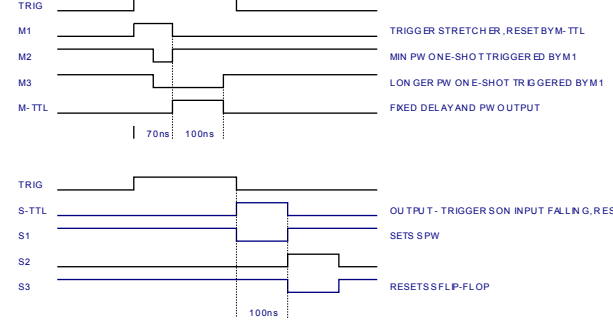 TRIG
M1 TRIGGER STRETCHER, RESET BY M-TTL
M2 MIN PW ONE-SHOT TRIGGERED BY M1
M3 LONGER PW ONE-SHOT TRIGGERED BY M1
M-TTL FIXED DELAY AND PW OUTPUT
70ns 100ns
TRIG
S-TTL OUTPUT - TRIGGERS ON INPUT FALLING, RES
S1 SETS S PW
S2
S3 RESETS S FLIP-FLOP
100ns